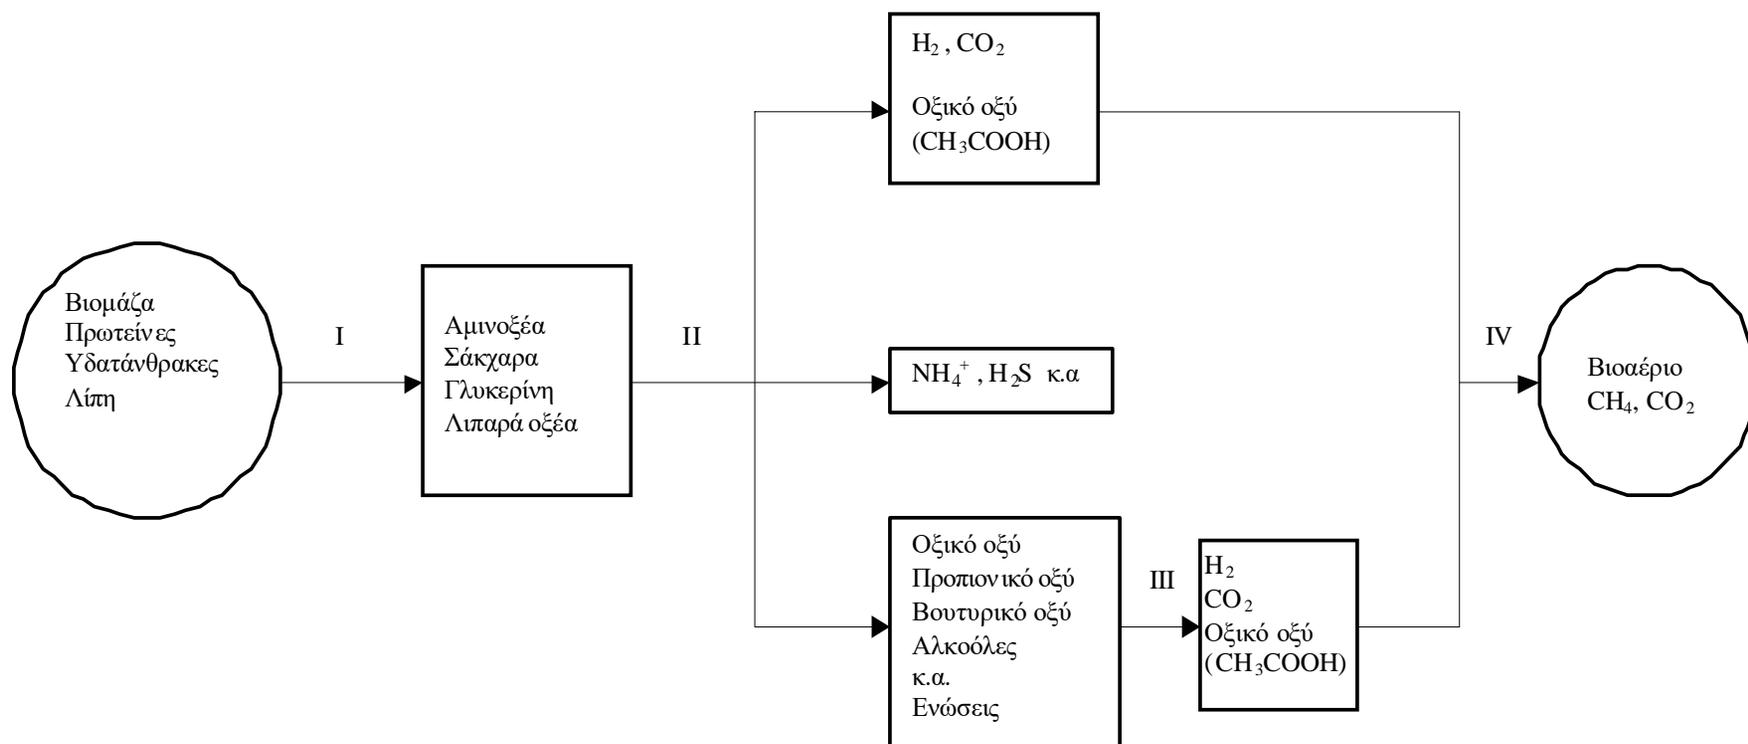 Βιομάζα
Πρωτείνες
Υδατάνθρακες
Λίπη
I
Αμινοξέα
Σάκχαρα
Γλυκερίνη
Λιπαρά οξέα
II
H₂ , CO₂
Οξικό οξύ
(CH₃COOH)
NH₄⁺ , H₂S κ.α
Οξικό οξύ
Προπιονικό οξύ
Βουτυρικό οξύ
Αλκοόλες
κ.α.
Ενώσεις
III
H₂
CO₂
Οξικό οξύ
(CH₃COOH)
IV
Βιοαέριο
CH₄, CO₂